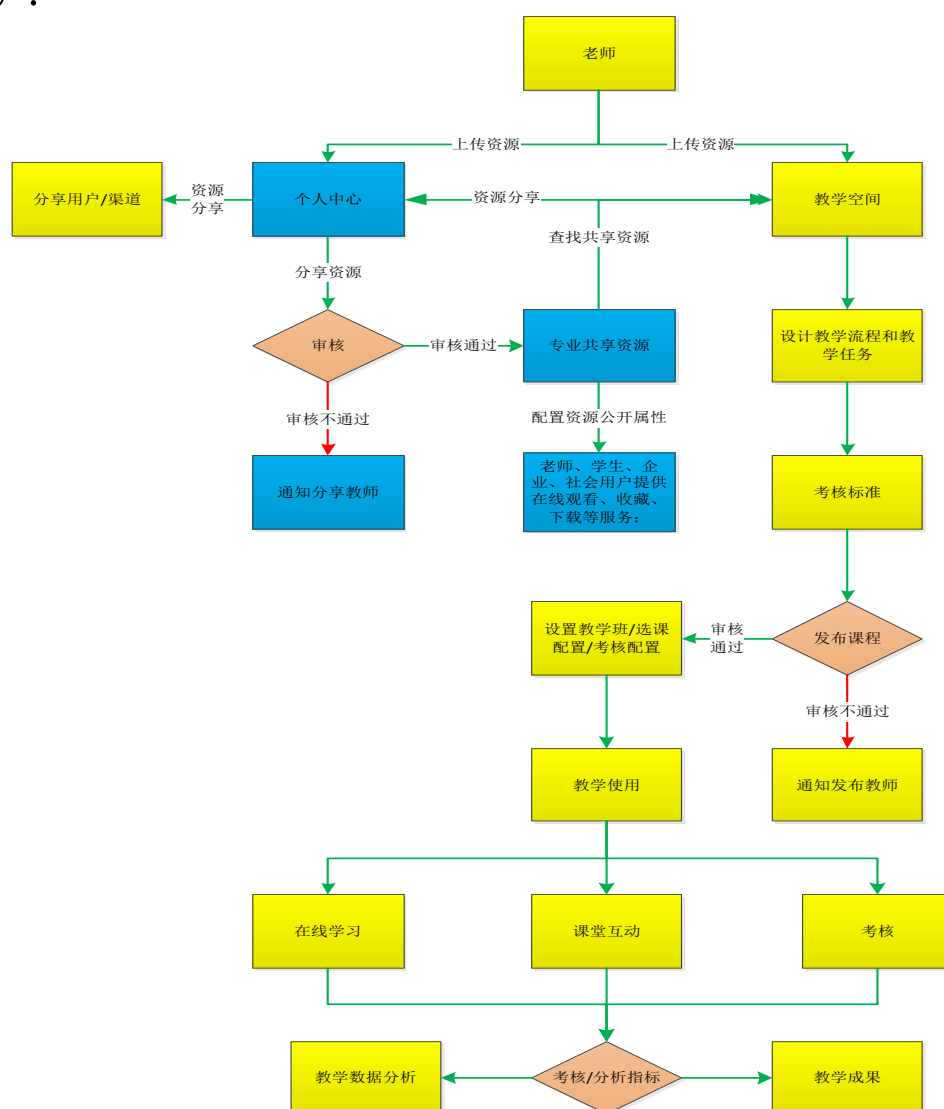 老师
上传资源
上传资源
分享用户/渠道
资源
分享
个人中心
资源分享
教学空间
查找共享资源
分享资源
审核
审核通过
专业共享资源
设计教学流程和教
学任务
审核不通过
配置资源公开属性
通知分享教师
老师、学生、企
业、社会用户提供
在线观看、收藏、
下载等服务;
考核标准
设置教学班/选课
配置/考核配置
审核
通过
发布课程
审核不通过
教学使用
通知发布教师
在线学习
课堂互动
考核
教学数据分析
考核/分析指标
教学成果